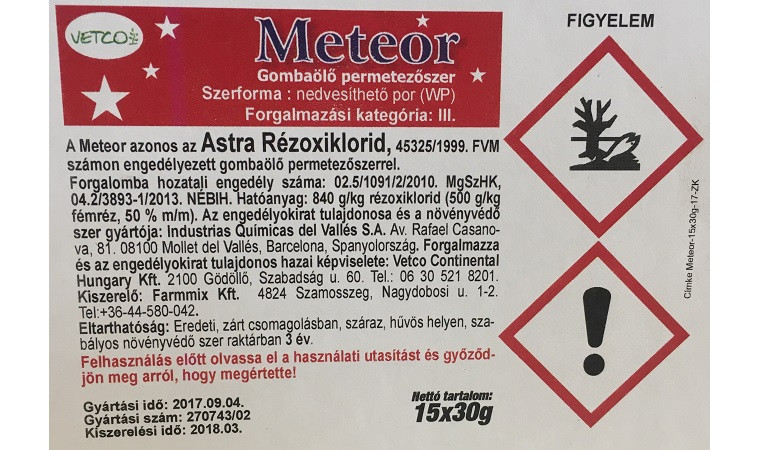 VETCO Kft
Meteor
Gombaölő permetezőszer
Szerforma : nedvesíthető por (WP)
Forgalmazási kategória: III.
FIGYELEM
A Meteor azonos az Astra Rézoxiklorid, 45325/1999. FVM
számon engedélyezett gombaölő permetezőszerrel.
Forgalomba hozatali engedély száma: 02.5/1091/2/2010. MgSzHK,
04.2/3893-1/2013. NÉBIH. Hatóanyag: 840 g/kg rézoxiklorid (500 g/kg
fémréz, 50 % m/m). Az engedélyokirat tulajdonosa és a növényvédő
szer gyártója: Industrias Químicas del Vallés S.A. Av. Rafael Casano-
va, 81. 08100 Mollet del Vallés, Barcelona, Spanyolország. Forgalmazza
és az engedélyokirat tulajdonos hazai képviselete: Vetco Continental
Hungary Kft. 2100 Gödöllő, Szabadság u. 60. Tel.: 06 30 521 8201.
Kiszerelő: Farmmix Kft. 4824 Szamosszeg, Nagydobosi u. 1-2.
Tel:+36-44-580-042.
Eltarthatóság: Eredeti, zárt csomagolásban, száraz, hűvös helyen, sza-
bályos növényvédő szer raktárban 3 év.
Felhasználás előtt olvassa el a használati utasítást és győződ-
jön meg arról, hogy megértette!
Gyártási idő: 2017.09.04.
Gyártási szám: 270743/02
Kiszerelési idő: 2018.03.
Nettó tartalom:
15x30g
Címke Meteor-15x30g-17-ZK